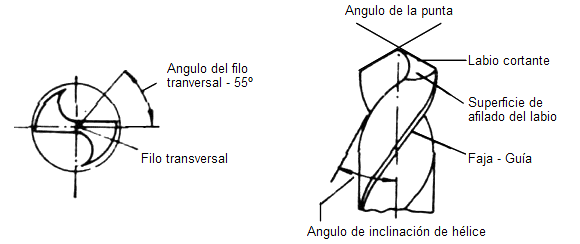 Angulo de la punta
Labio cortante
Angulo del filo
tranversal - 55º
Superficie de
afilado del labio
Filo transversal
Faja - Guía
Angulo de inclinación de hélice